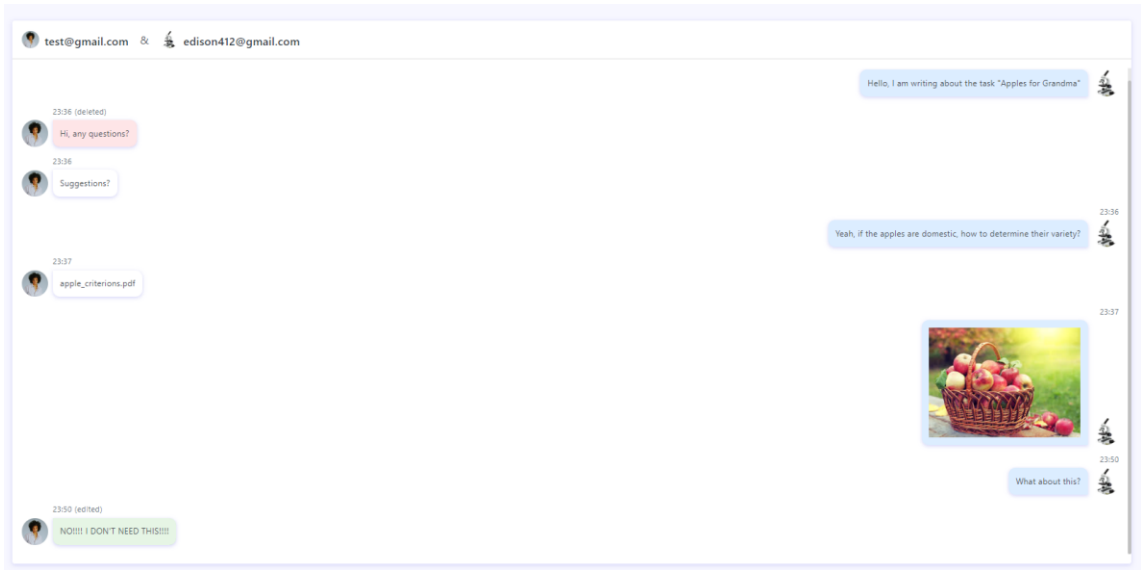 test@gmail.com & edison412@gmail.com
Hello, I am writing about the task "Apples for Grandma"
23:36 (deleted)
Hi, any questions?
23:36
Suggestions?
23:36
Yeah, if the apples are domestic, how to determine their variety?
23:37
apple_criterions.pdf
23:37
23:50
What about this?
23:50 (edited)
NO!!!! I DON'T NEED THIS!!!!